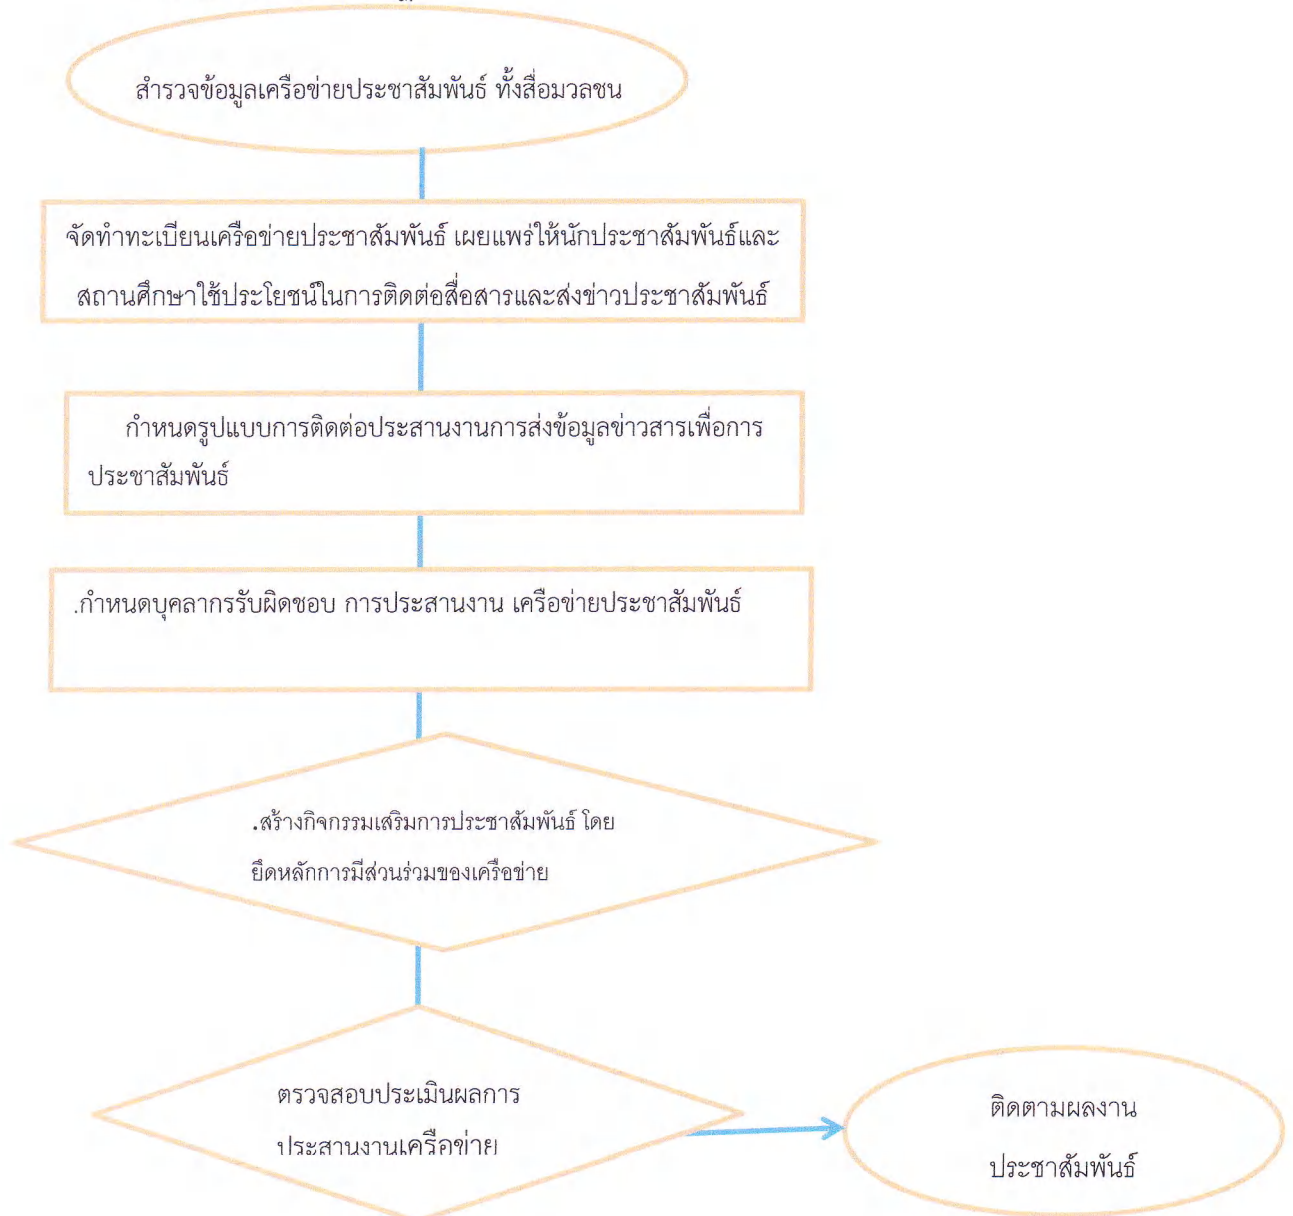 สำรวจข้อมูลเครือข่ายประชาสัมพันธ์ ทั้งสื่อมวลชน
จัดทำทะเบียนเครือข่ายประชาสัมพันธ์ เผยแพร่ให้นักประชาสัมพันธ์และ
สถานศึกษาใช้ประโยชน์ในการติดต่อสื่อสารและส่งข่าวประชาสัมพันธ์
กำหนดรูปแบบการติดต่อประสานงานการส่งข้อมูลข่าวสารเพื่อการ
ประชาสัมพันธ์
.กำหนดบุคลากรรับผิดชอบ การประสานงาน เครือข่ายประชาสัมพันธ์
.สร้างกิจกรรมเสริมการประชาสัมพันธ์ โดย
ยึดหลักการมีส่วนร่วมของเครือข่าย
ตรวจสอบประเมินผลการ
ประสานงานเครือข่าย
ติดตามผลงาน
ประชาสัมพันธ์